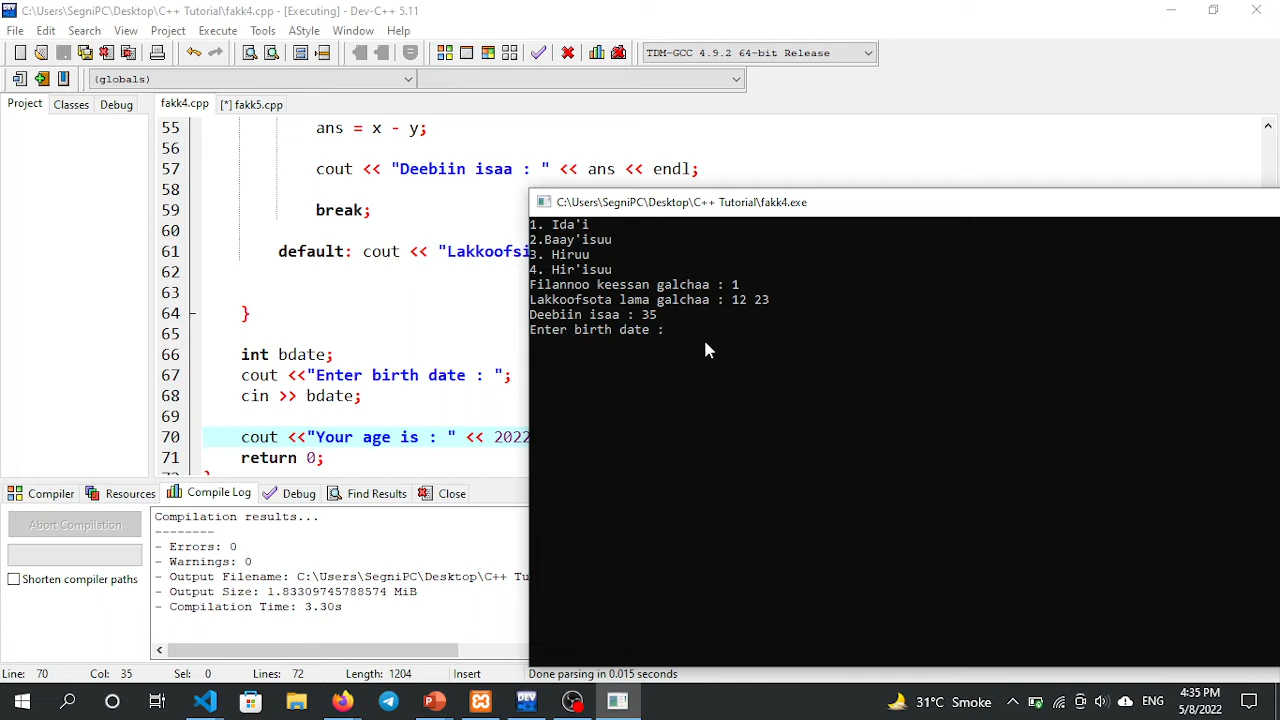 C:\Users\SegniPC\Desktop\C++ Tutorial\fakk4.cpp - [Executing] - Dev-C++ 5.11
File Edit Search View Project Execute Tools AStyle Window Help
TDM-GCC 4.9.2 64-bit Release
(globals)
Project Classes Debug fakk4.cpp [*] fakk5.cpp
55 ans = x - y;
56
57 cout << "Deebiin isaa : " << ans << endl;
58
59 break;
60
61 default: cout << "Lakkoofsi
62
63
64 }
65
66 int bdate;
67 cout <<"Enter birth date : ";
68 cin >> bdate;
69
70 cout <<"Your age is : " << 2022
71 return 0;
72 }
C:\Users\SegniPC\Desktop\C++ Tutorial\fakk4.exe
1. Ida'i
2.Baay'isuu
3. Hiruu
4. Hir'isuu
Filannoo keessan galchaa : 1
Lakkoofsota lama galchaa : 12 23
Deebiin isaa : 35
Enter birth date :
Compiler Resources Compile Log Debug Find Results Close
Abort Compilation
Shorten compiler paths
Compilation results...
--------
- Errors: 0
- Warnings: 0
- Output Filename: C:\Users\SegniPC\Desktop\C++ Tu
- Output Size: 1.83309745788574 MiB
- Compilation Time: 3.30s
Line: 70 Col: 35 Sel: 0 Lines: 72 Length: 1204 Insert Done parsing in 0.015 seconds
DEV
31°C Smoke ENG 4:35 PM
5/8/2022